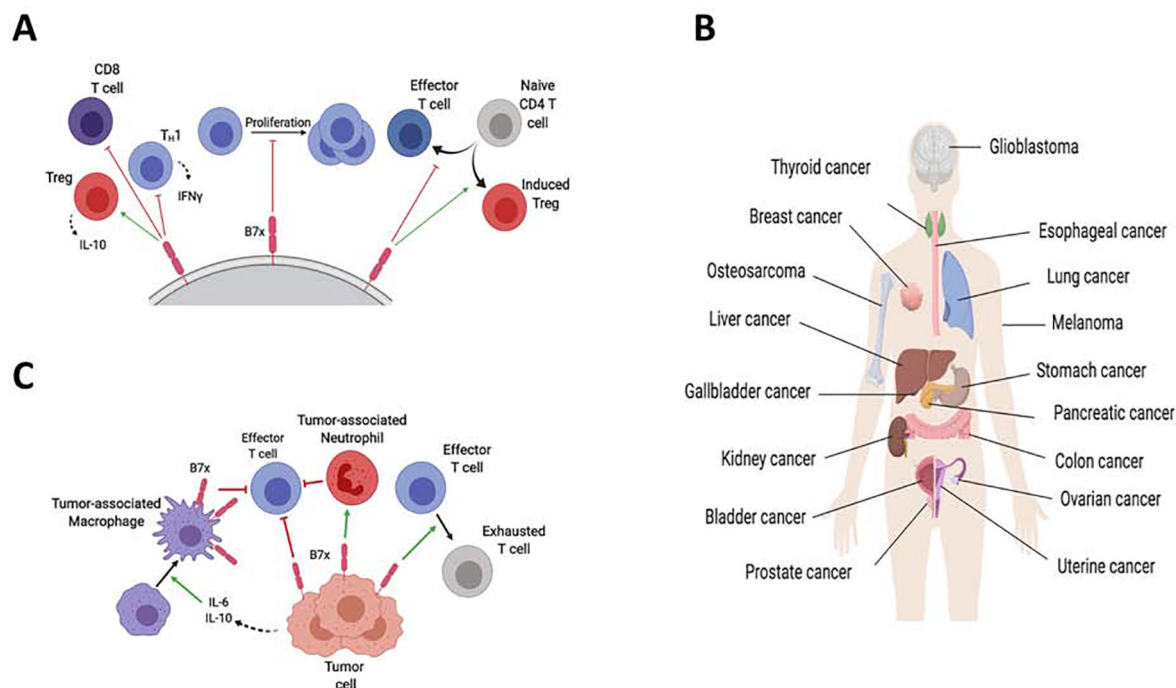 A
CD8
T cell
TH1
IFNγ
Treg
IL-10
Proliferation
B7x
Effector
T cell
Naive
CD4 T
cell
Induced
Treg
B
Glioblastoma
Thyroid cancer
Breast cancer
Esophageal cancer
Osteosarcoma
Lung cancer
Liver cancer
Melanoma
Stomach cancer
Gallbladder cancer
Pancreatic cancer
Kidney cancer
Colon cancer
Ovarian cancer
Bladder cancer
Uterine cancer
Prostate cancer
C
Tumor-associated
Neutrophil
Effector
T cell
Effector
T cell
B7x
Tumor-associated
Macrophage
Exhausted
T cell
B7x
IL-6
IL-10
Tumor
cell